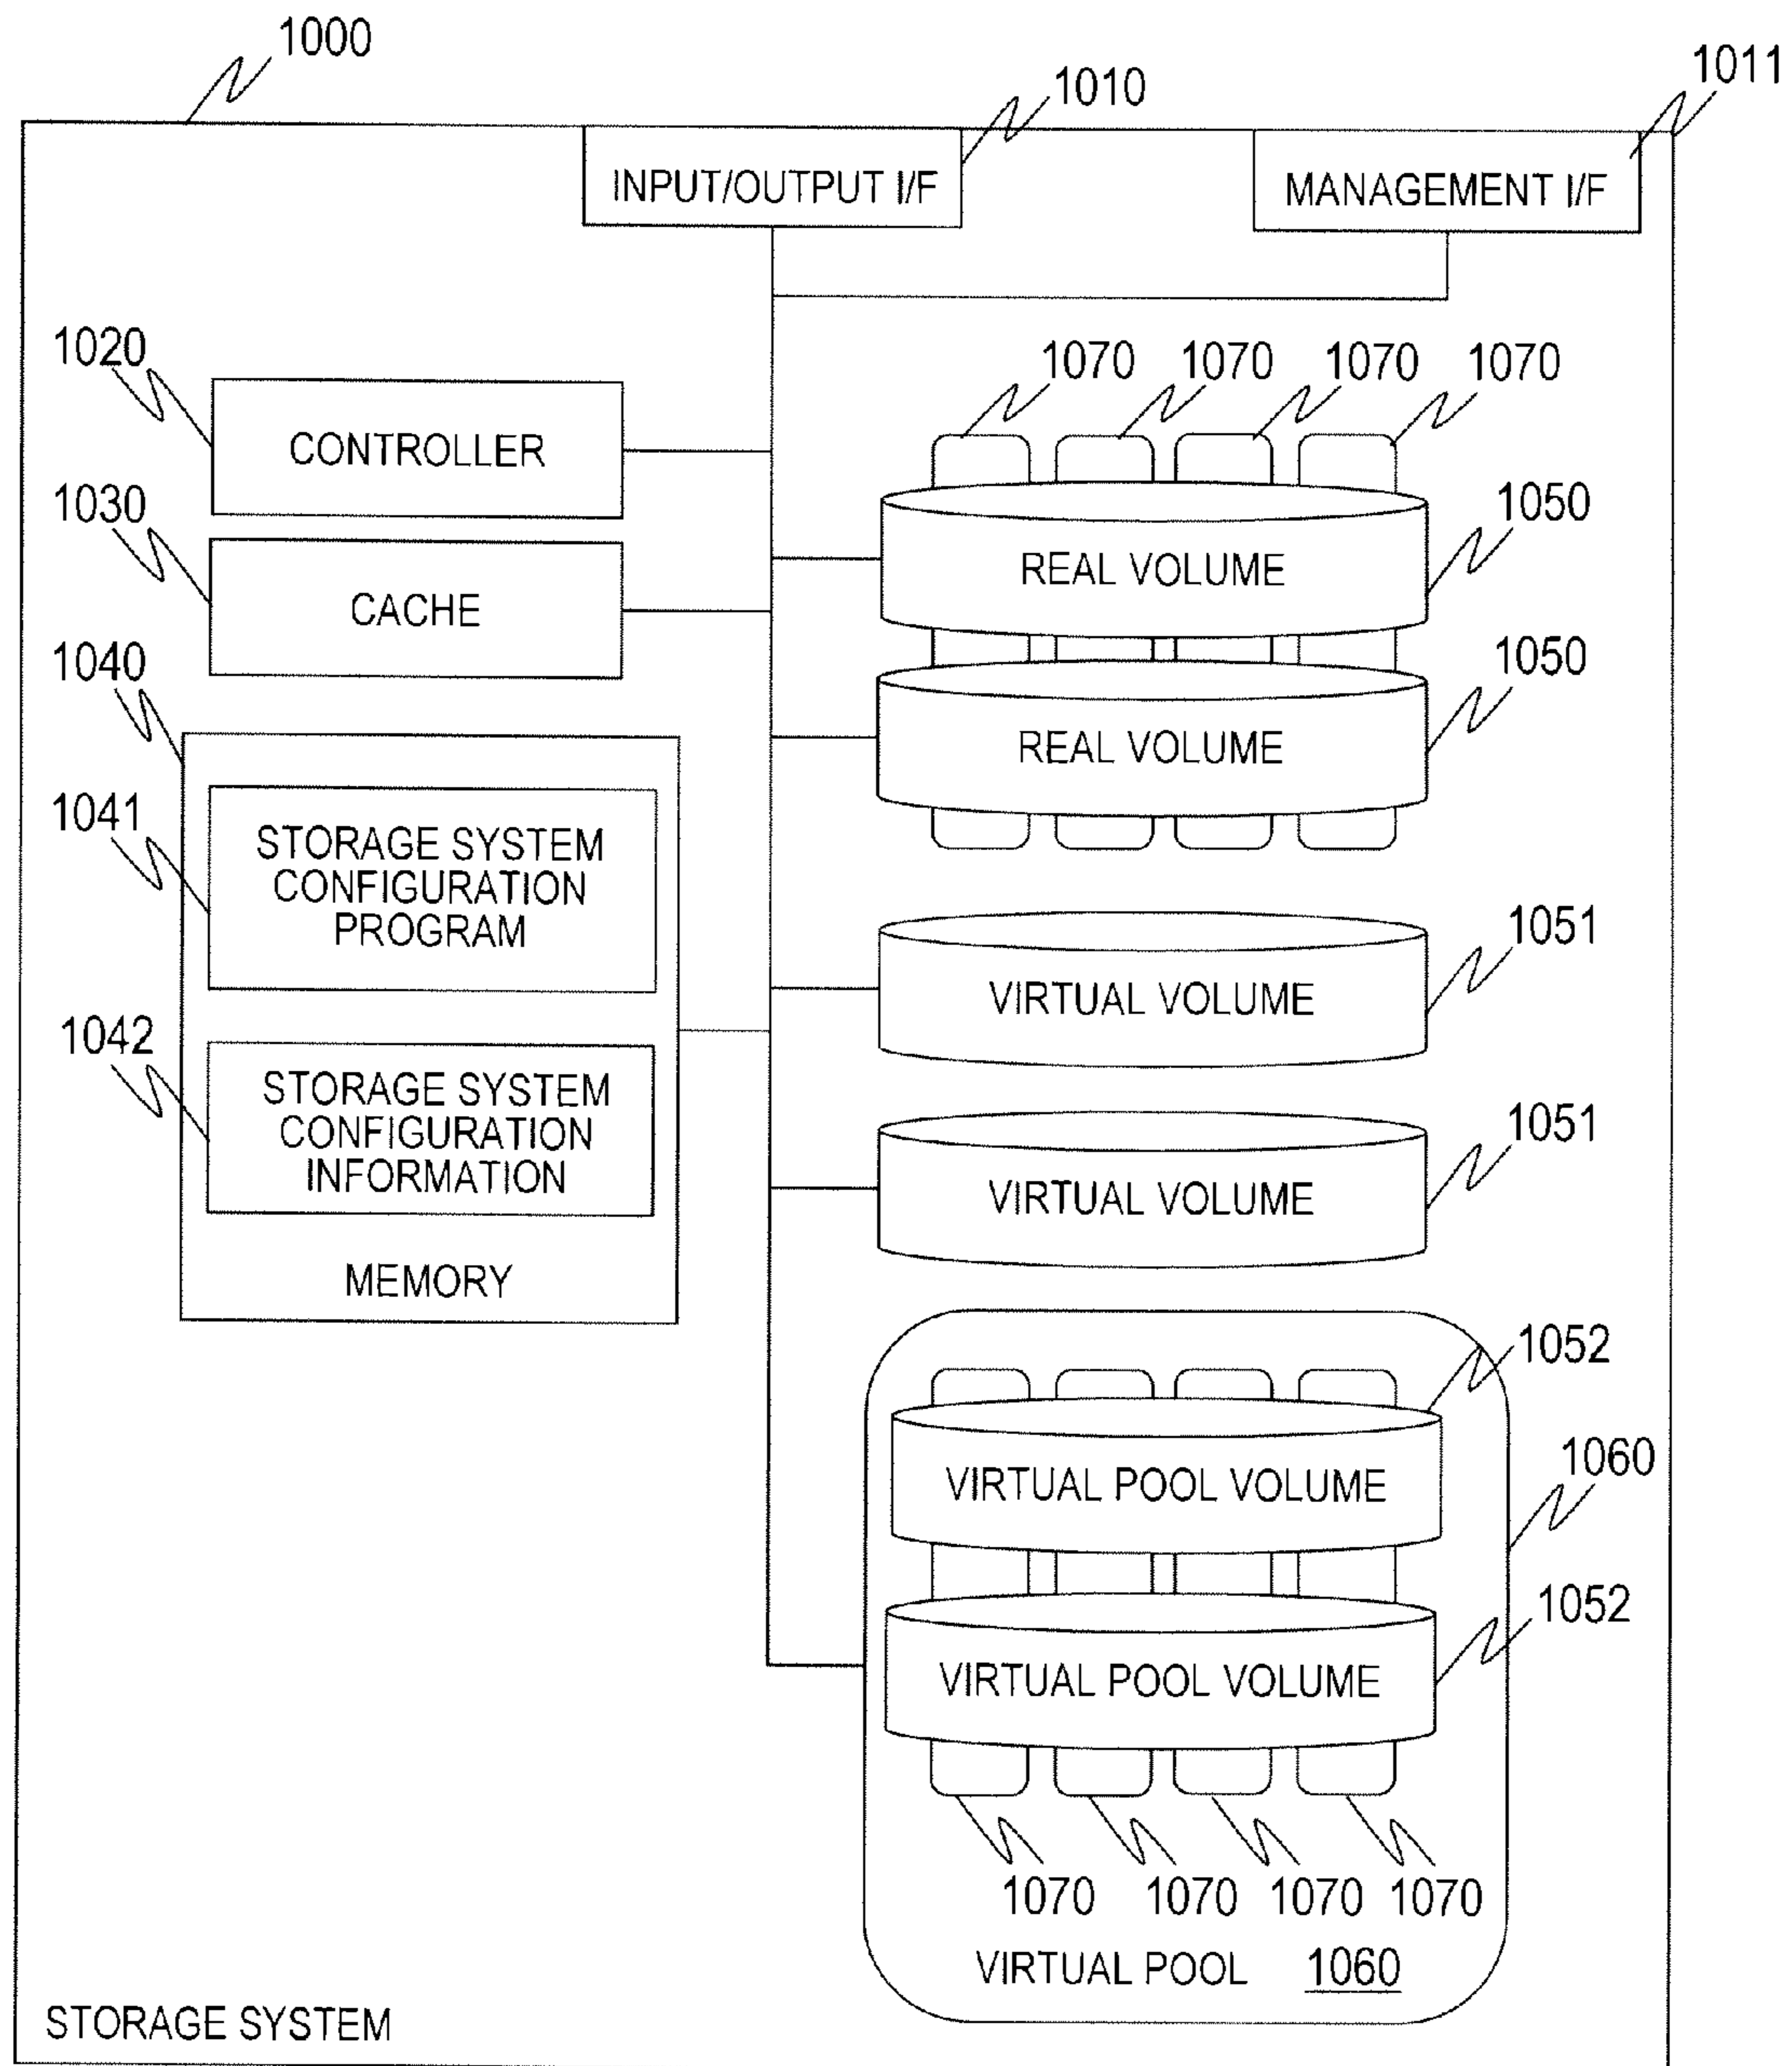 1000
1010
1011
INPUT/OUTPUT I/F
MANAGEMENT I/F
1020
CONTROLLER
1030
CACHE
1040
1041
STORAGE SYSTEM
CONFIGURATION
PROGRAM
1042
STORAGE SYSTEM
CONFIGURATION
INFORMATION
MEMORY
1070 1070 1070 1070
1050
REAL VOLUME
1050
REAL VOLUME
1051
VIRTUAL VOLUME
1051
VIRTUAL VOLUME
1052
VIRTUAL POOL VOLUME
1060
1052
VIRTUAL POOL VOLUME
1070 1070 1070 1070
VIRTUAL POOL 1060
STORAGE SYSTEM